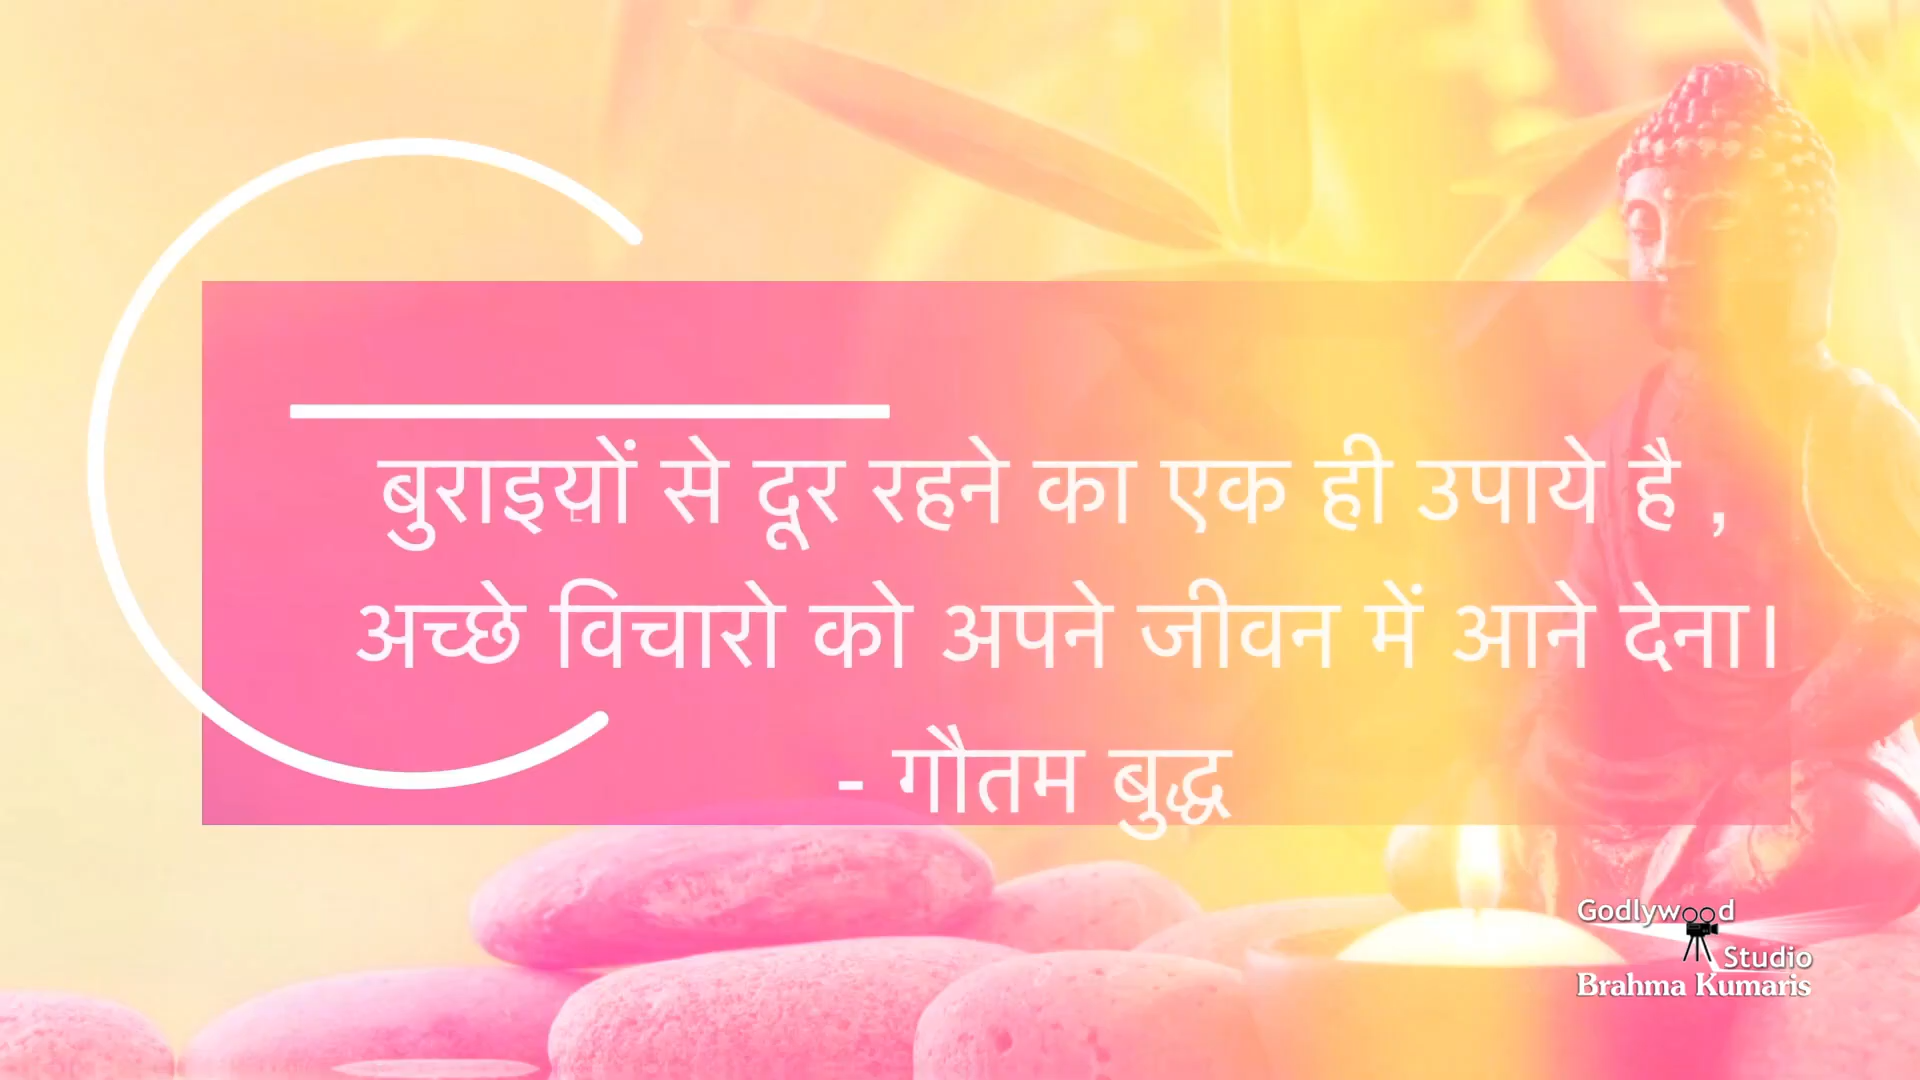 बुराइय़ों से दूर रहने का एक ही उपाये है ,
अच्छे विचारो को अपने जीवन में आने देना।
- गौतम बुद्ध
Godlywood
Studio
Brahma Kumaris